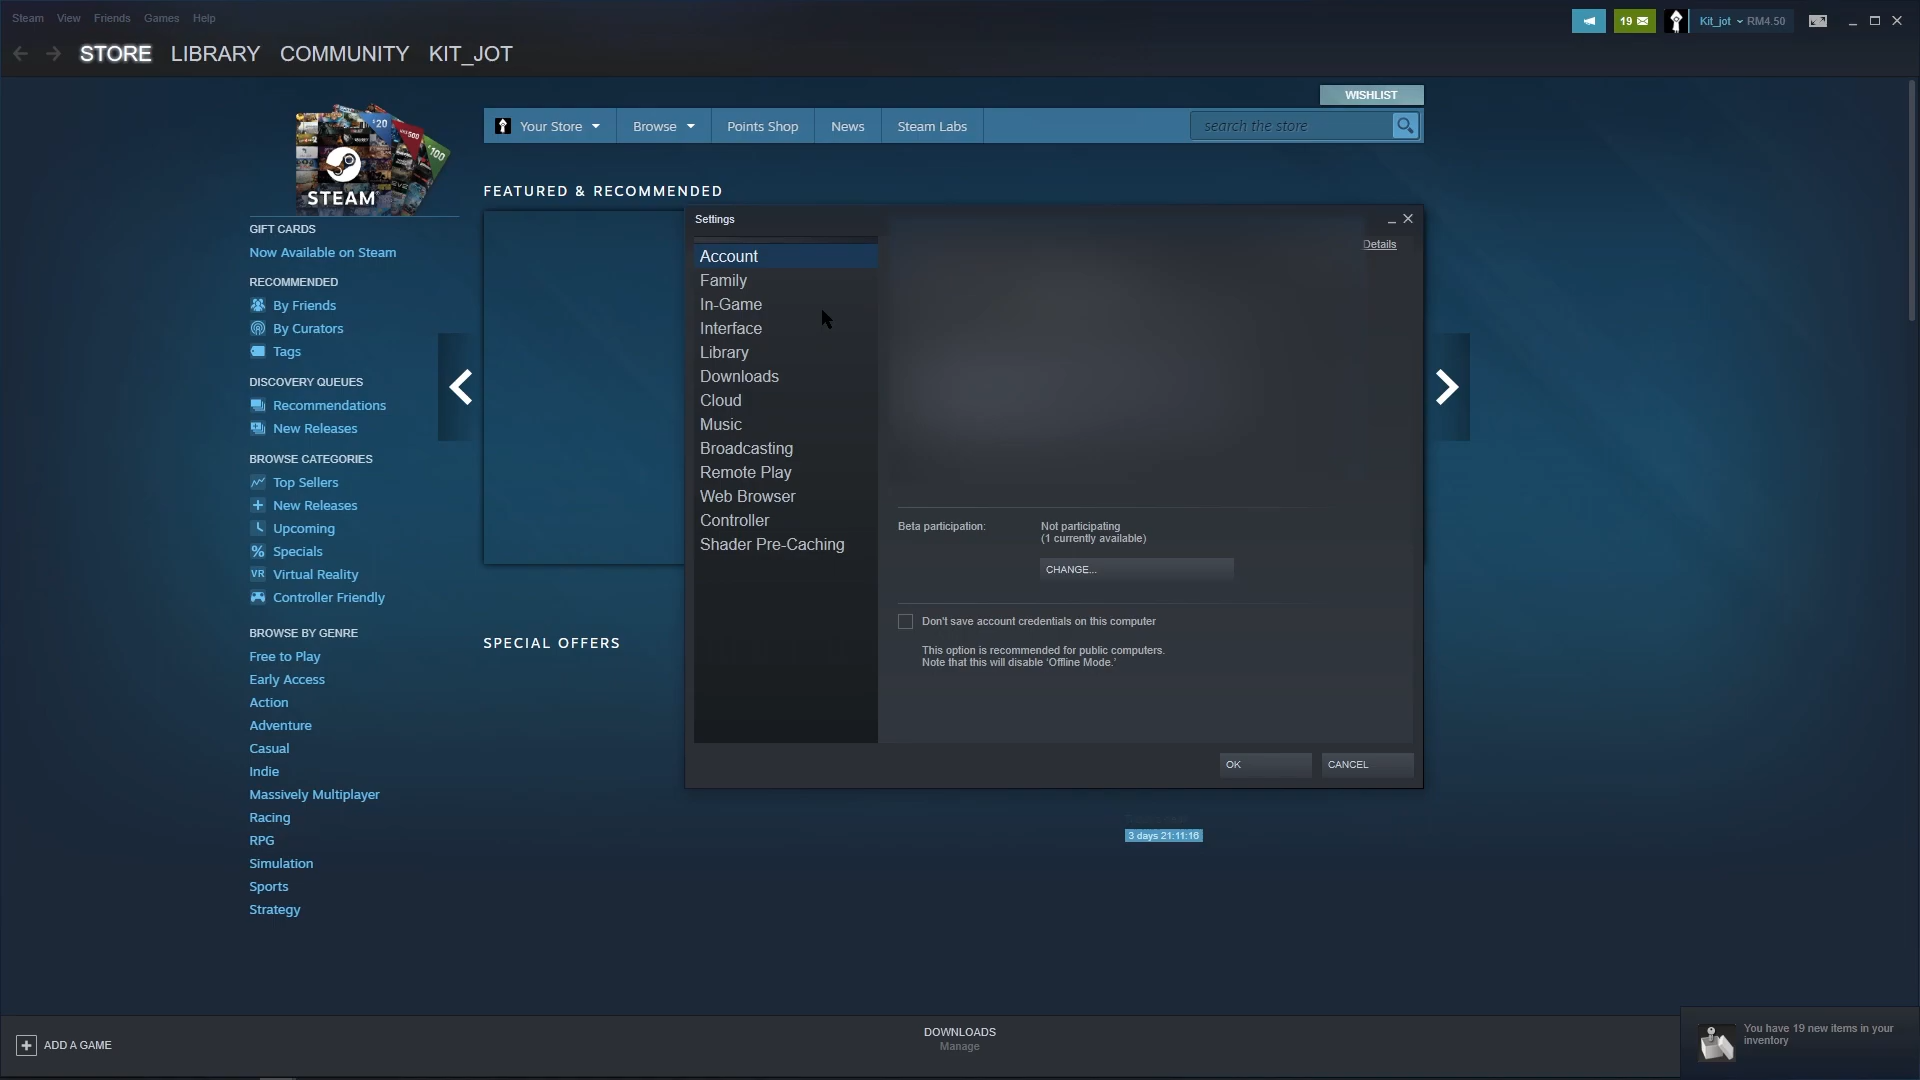 Steam View Friends Games Help
19
Kit_jot RM4.50
STORE LIBRARY COMMUNITY KIT_JOT
WISHLIST
Your Store Browse Points Shop News Steam Labs
search the store
$20
500
100
STEAM
FEATURED & RECOMMENDED
GIFT CARDS
Now Available on Steam
RECOMMENDED
By Friends
By Curators
Tags
DISCOVERY QUEUES
Recommendations
New Releases
BROWSE CATEGORIES
Top Sellers
New Releases
Upcoming
% Specials
VR Virtual Reality
Controller Friendly
BROWSE BY GENRE
Free to Play
Early Access
Action
Adventure
Casual
Indie
Massively Multiplayer
Racing
RPG
Simulation
Sports
Strategy
SPECIAL OFFERS
Settings
Account
Family
In-Game
Interface
Library
Downloads
Cloud
Music
Broadcasting
Remote Play
Web Browser
Controller
Shader Pre-Caching
Details
Beta participation:
Not participating
(1 currently available)
CHANGE...
Don't save account credentials on this computer
This option is recommended for public computers.
Note that this will disable 'Offline Mode.'
OK CANCEL
3 days 21:11:16
+ ADD A GAME
DOWNLOADS
Manage
You have 19 new items in your
inventory